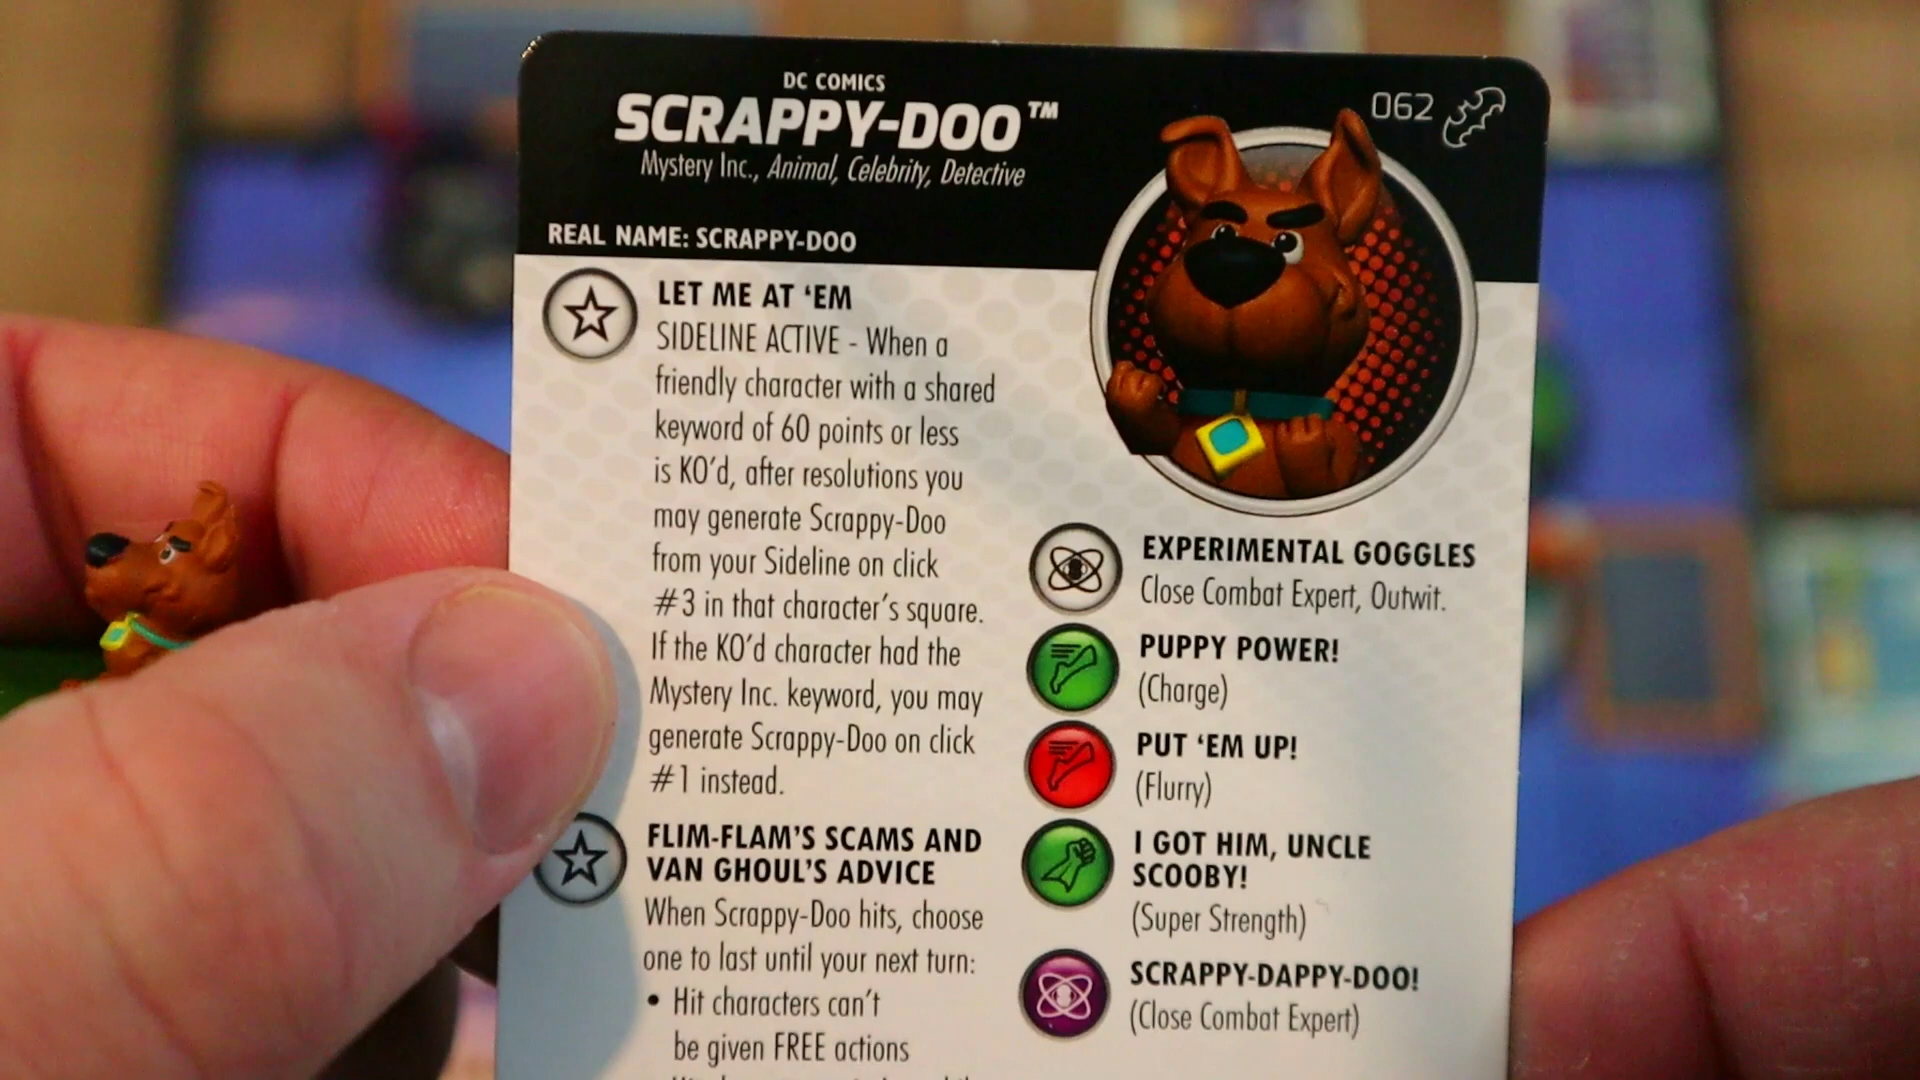 DC COMICS
SCRAPPY-DOO™
062
Mystery Inc., Animal, Celebrity, Detective
REAL NAME: SCRAPPY-DOO
LET ME AT ‘EM
SIDELINE ACTIVE - When a
friendly character with a shared
keyword of 60 points or less
is KO’d, after resolutions you
may generate Scrappy-Doo
from your Sideline on click
#3 in that character’s square.
If the KO’d character had the
Mystery Inc. keyword, you may
generate Scrappy-Doo on click
#1 instead.
FLIM-FLAM’S SCAMS AND
VAN GHOUL’S ADVICE
When Scrappy-Doo hits, choose
one to last until your next turn:
• Hit characters can’t
be given FREE actions
EXPERIMENTAL GOGGLES
Close Combat Expert, Outwit.
PUPPY POWER!
(Charge)
PUT ‘EM UP!
(Flurry)
I GOT HIM, UNCLE
SCOOBY!
(Super Strength)
SCRAPPY-DAPPY-DOO!
(Close Combat Expert)